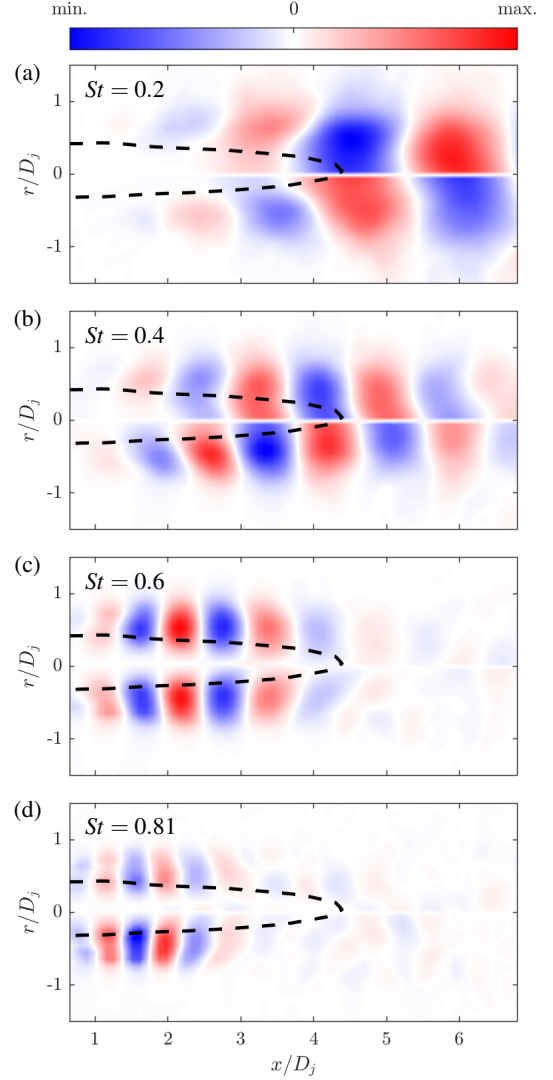 min. 0 max.
(a)
St = 0.2
1
0
-1
r/D_j
(b)
St = 0.4
1
0
-1
r/D_j
(c)
St = 0.6
1
0
-1
r/D_j
(d)
St = 0.81
1
0
-1
r/D_j
1 2 3 4 5 6
x/D_j